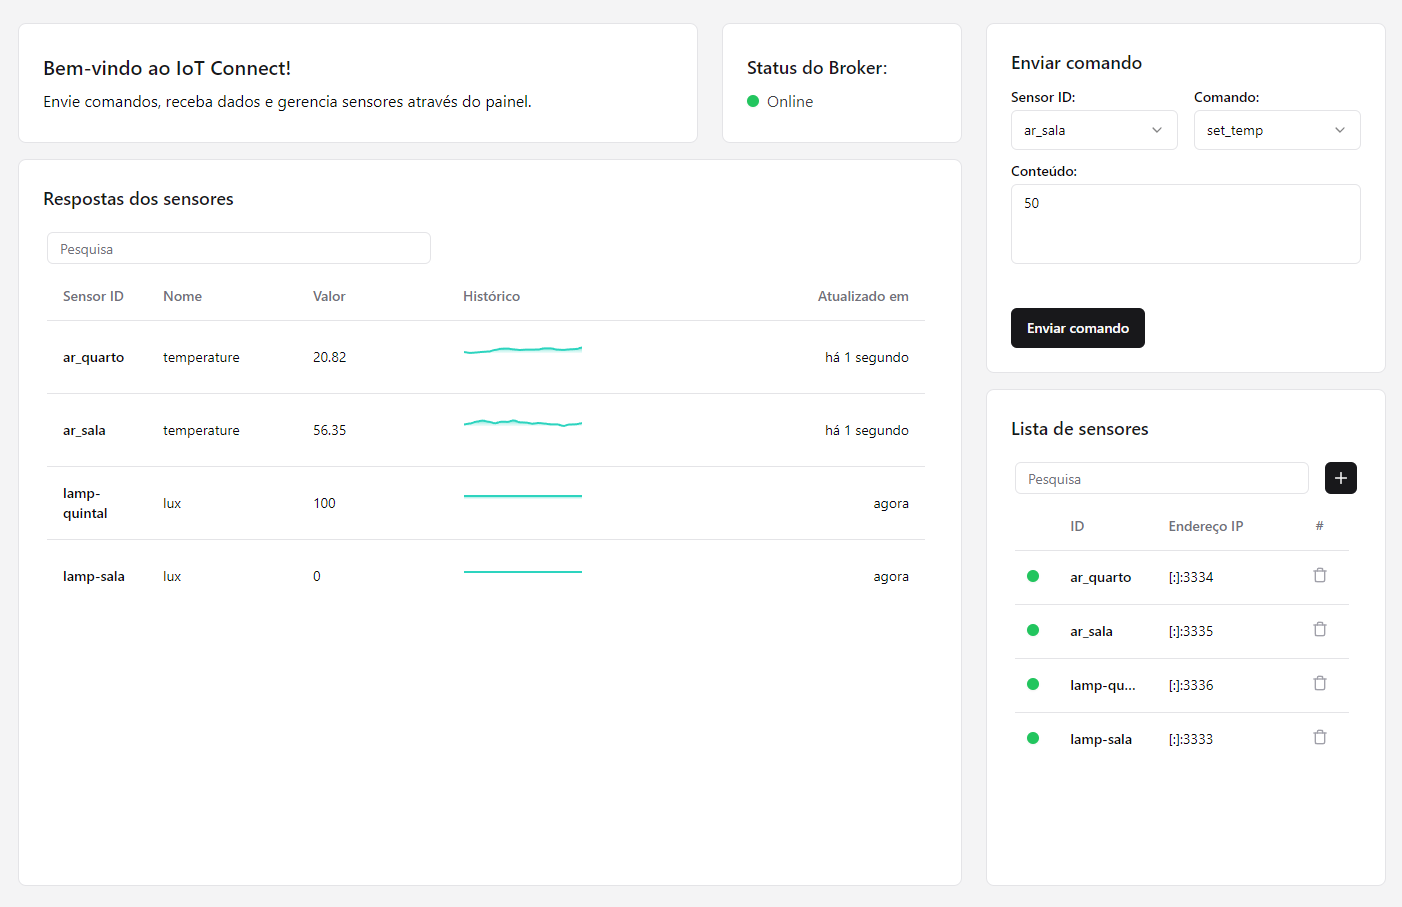 Bem-vindo ao IoT Connect!
Envie comandos, receba dados e gerencia sensores através do painel.
Status do Broker:
Online
Respostas dos sensores
Pesquisa
Sensor ID Nome Valor Histórico Atualizado em
ar_quarto temperature 20.82 há 1 segundo
ar_sala temperature 56.35 há 1 segundo
lamp-
quintal lux 100 agora
lamp-sala lux 0 agora
Enviar comando
Sensor ID: Comando:
ar_sala set_temp
Conteúdo:
50
Enviar comando
Lista de sensores
Pesquisa
ID Endereço IP #
ar_quarto [:]:3334
ar_sala [:]:3335
lamp-qu... [:]:3336
lamp-sala [:]:3333